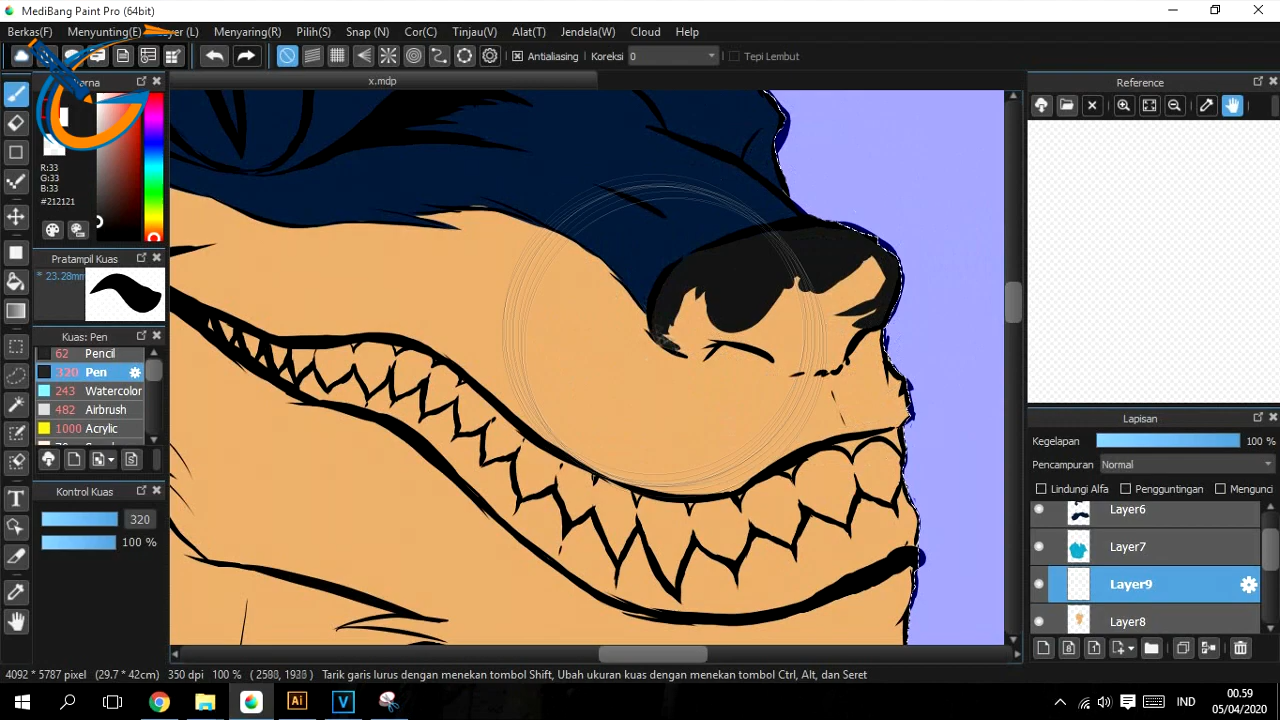 MediBang Paint Pro (64bit)
Berkas(F) Menyunting(E) Layer (L) Menyaring(R) Pilih(S) Snap (N) Cor(C) Tinjau(V) Alat(T) Jendela(W) Cloud Help
Antialiasing Koreksi 0 Tepi Lembut
x.mdp
Reference
R:33
G:33
B:33
#212121
Pratampil Kuas
* 23.28mm
Kuas: Pen
62 Pencil
320 Pen
243 Watercolor
482 Airbrush
1000 Acrylic
Kontrol Kuas
320
100 %
Lapisan
Kegelapan 100 %
Pencampuran Normal
Lindungi Alfa Pengguntingan Mengunci
Layer6
Layer7
Layer9
Layer8
4092 * 5787 pixel (29.7 * 42cm) 350 dpi 100 % Tarik garis lurus dengan menekan tombol Shift, Ubah ukuran kuas dengan menekan tombol Ctrl, Alt, dan Seret
Ai V IND
00.59
05/04/2020